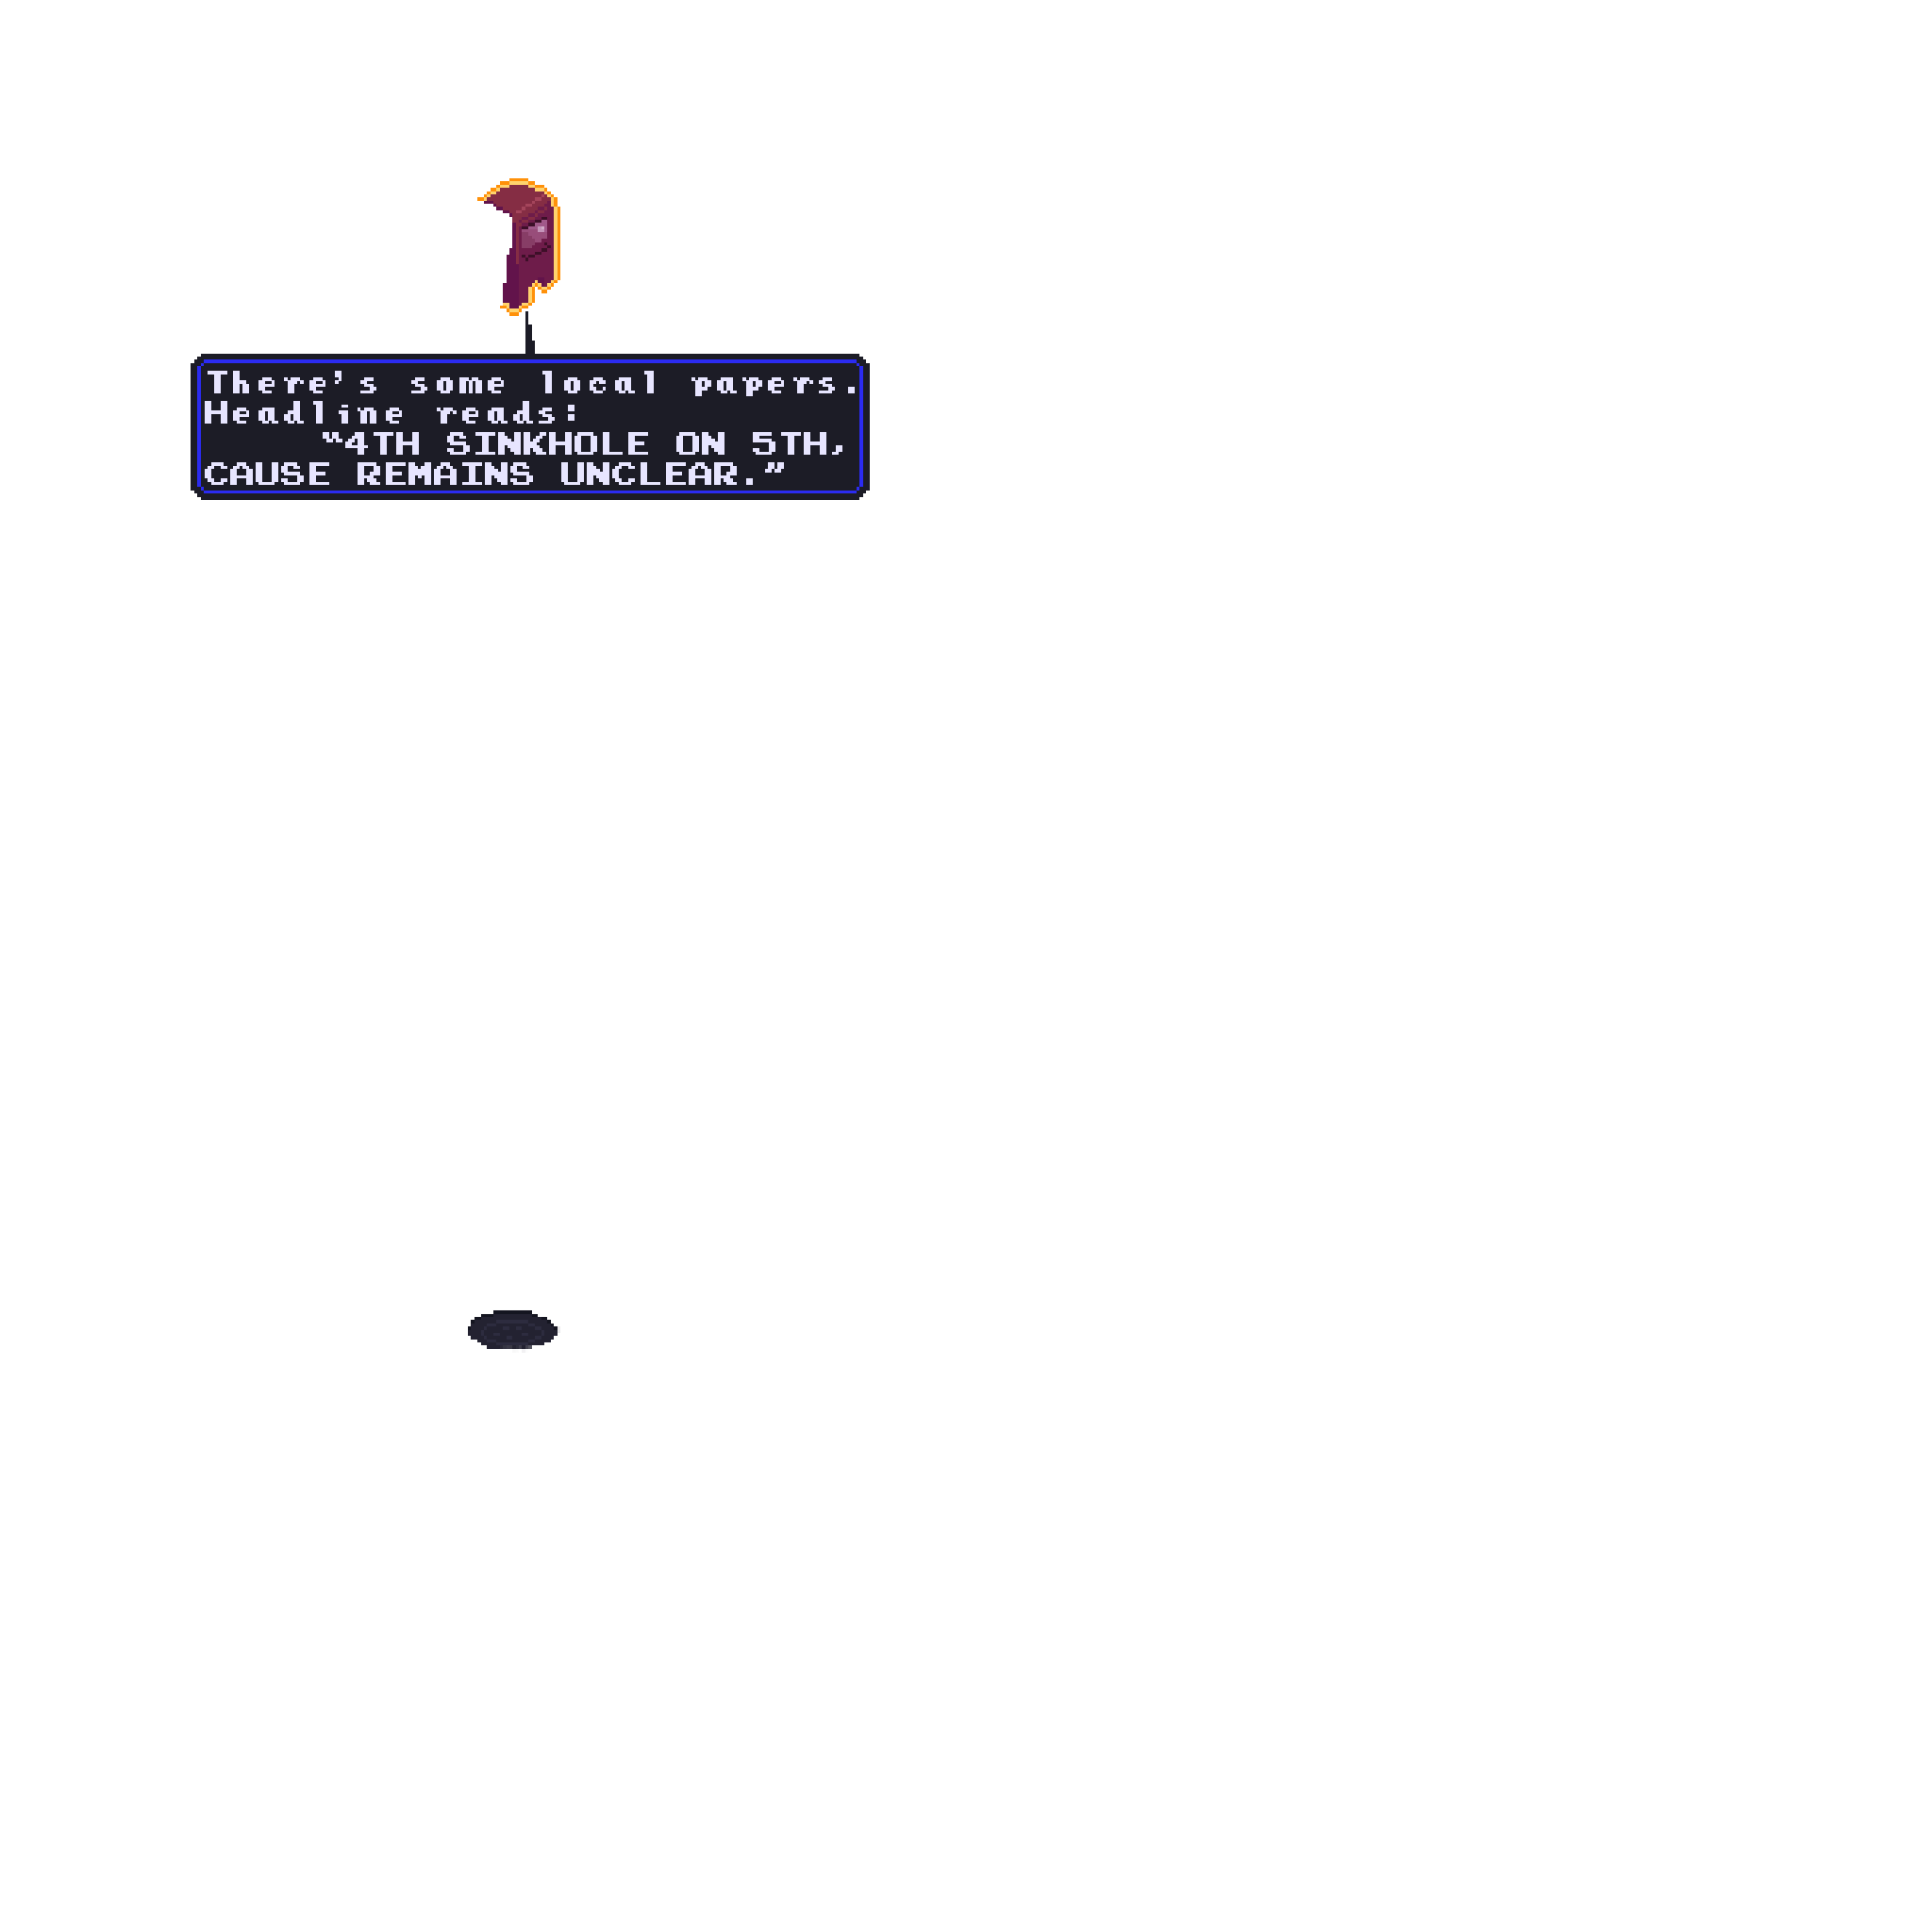 There's some local papers.
Headline reads:
"4TH SINKHOLE ON 5TH,
CAUSE REMAINS UNCLEAR."